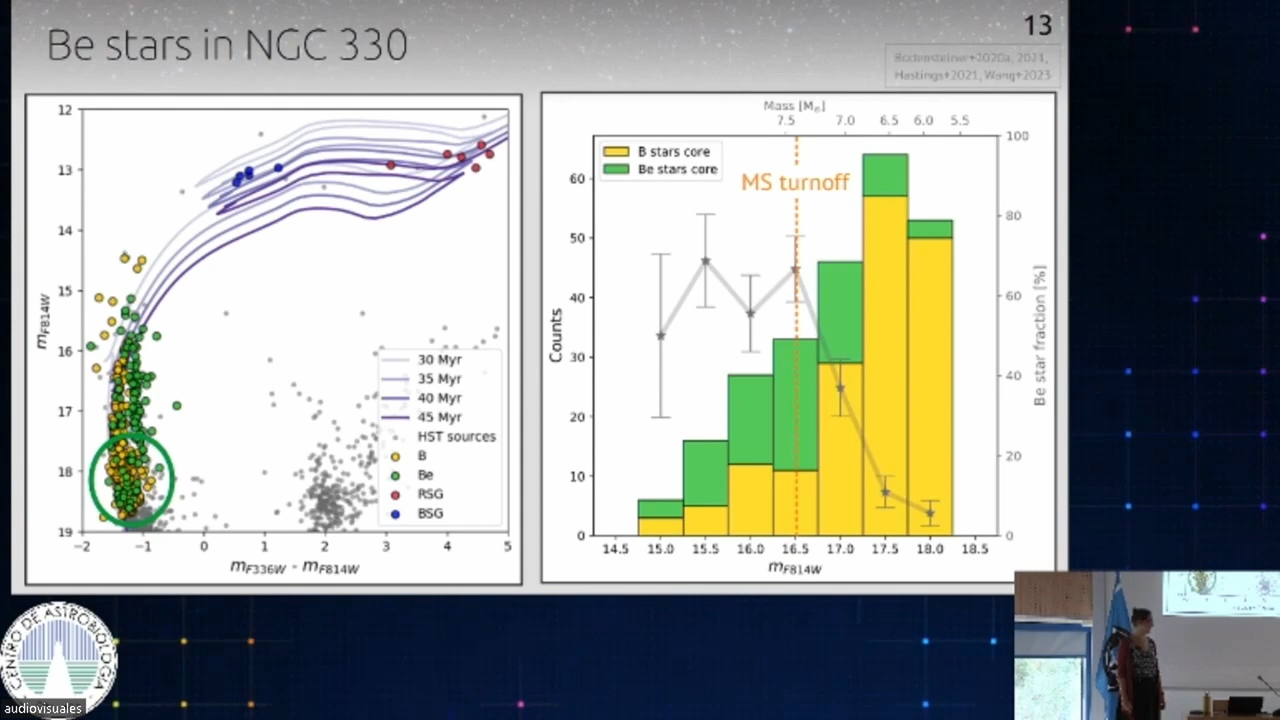 Be stars in NGC 330
13
Bodensteiner+2020a, 2021,
Hastings+2021, Wang+2023
12
13
14
15
16
17
18
19
m_F814W
−2
−1
0
1
2
3
4
5
m_F336W - m_F814W
30 Myr
35 Myr
40 Myr
45 Myr
HST sources
B
Be
RSG
BSG
Mass [M☉]
7.5
7.0
6.5
6.0
5.5
B stars core
Be stars core
MS turnoff
60
50
40
30
20
10
0
Counts
100
80
60
40
20
0
Be star fraction [%]
14.5
15.0
15.5
16.0
16.5
17.0
17.5
18.0
18.5
m_F814W
CENTRO DE ASTROBIOLOGÍA
audiovisuales